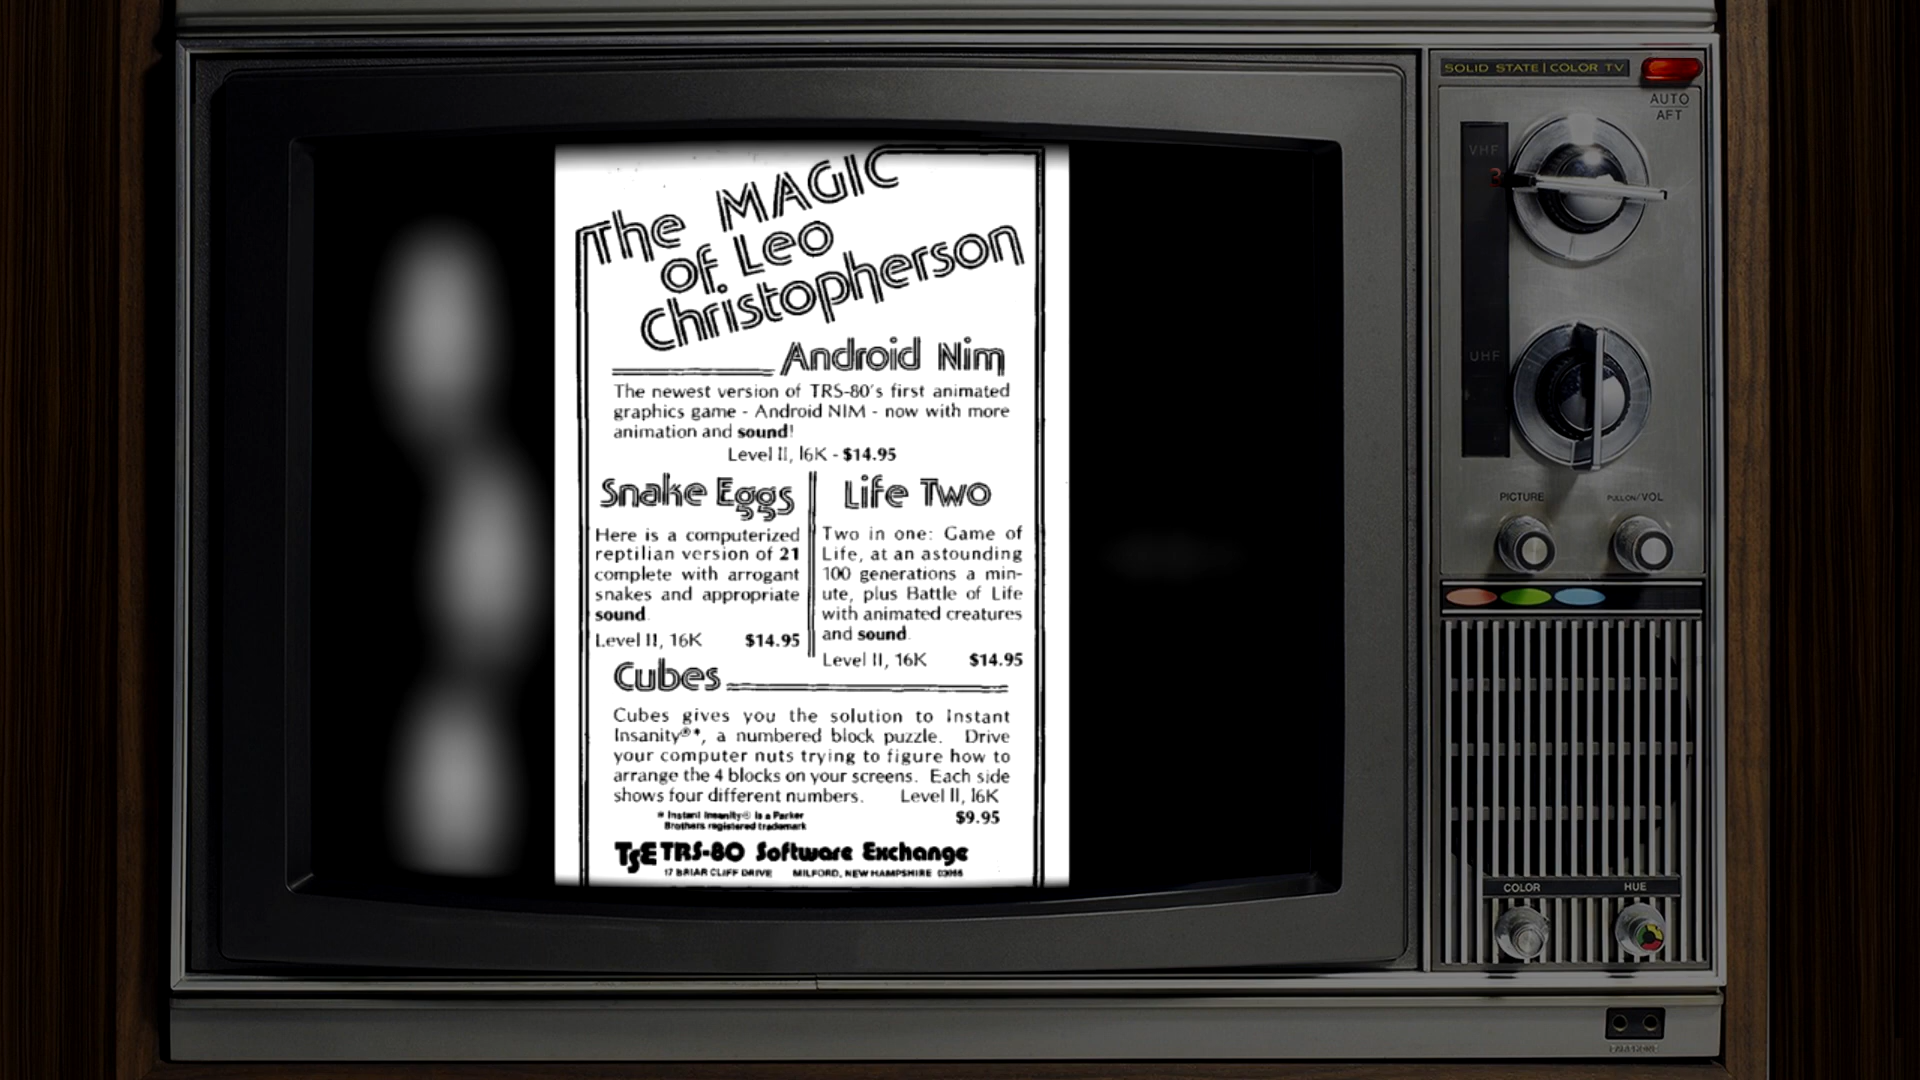 SOLID STATE | COLOR TV
AUTO
AFT
VHF
3
UHF
PICTURE
PULL ON/VOL
COLOR
HUE
The MAGIC
of Leo
Christopherson
Android Nim
The newest version of TRS-80's first animated
graphics game - Android NIM - now with more
animation and sound!
Level II, 16K - $14.95
Snake Eggs
Here is a computerized
reptilian version of 21
complete with arrogant
snakes and appropriate
sound.
Level II, 16K $14.95
Life Two
Two in one: Game of
Life, at an astounding
100 generations a min-
ute, plus Battle of Life
with animated creatures
and sound.
Level II, 16K $14.95
Cubes
Cubes gives you the solution to Instant
Insanity®*, a numbered block puzzle. Drive
your computer nuts trying to figure how to
arrange the 4 blocks on your screens. Each side
shows four different numbers. Level II, 16K
$9.95
* Instant Insanity® is a Parker
Brothers registered trademark
TSE TRS-80 Software Exchange
17 BRIAR CLIFF DRIVE MILFORD, NEW HAMPSHIRE 03055